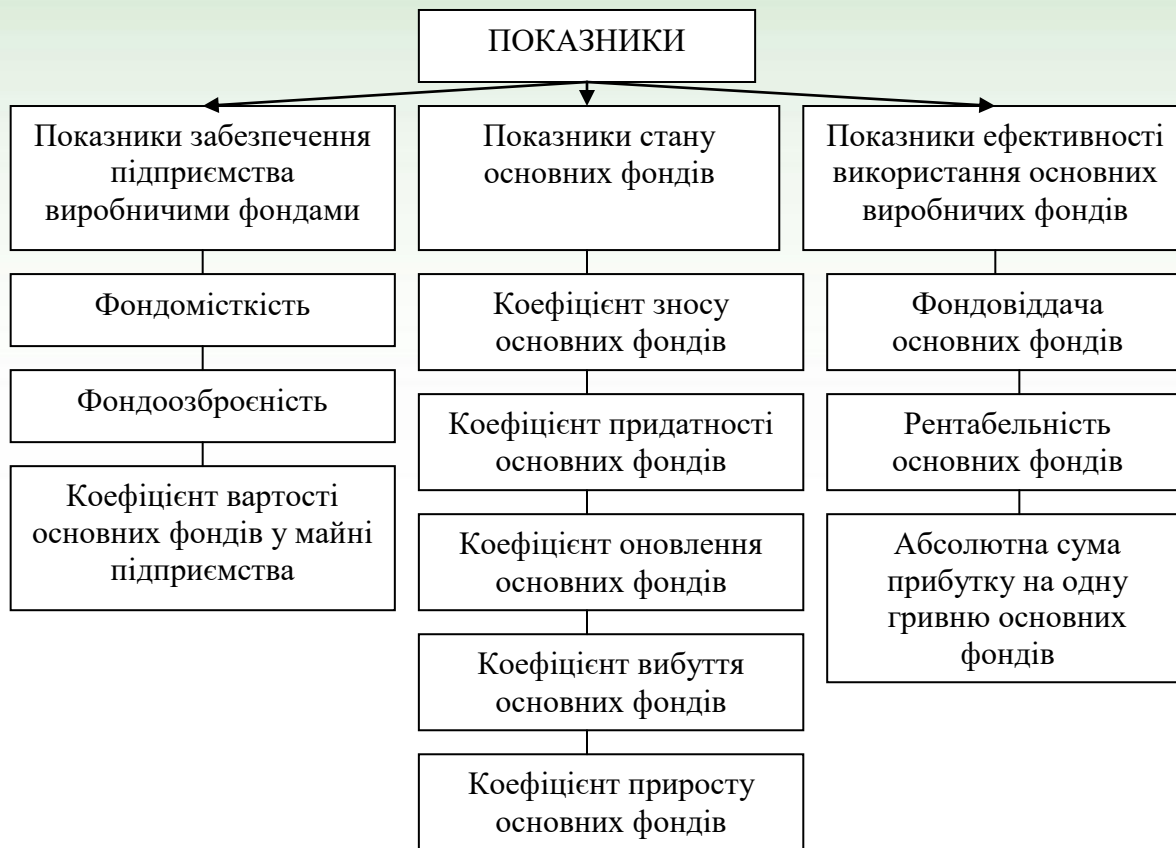 ПОКАЗНИКИ
Показники забезпечення
підприємства
виробничими фондами
Фондомісткість
Фондоозброєність
Коефіцієнт вартості
основних фондів у майні
підприємства
Показники стану
основних фондів
Коефіцієнт зносу
основних фондів
Коефіцієнт придатності
основних фондів
Коефіцієнт оновлення
основних фондів
Коефіцієнт вибуття
основних фондів
Коефіцієнт приросту
основних фондів
Показники ефективності
використання основних
виробничих фондів
Фондовіддача
основних фондів
Рентабельність
основних фондів
Абсолютна сума
прибутку на одну
гривню основних
фондів